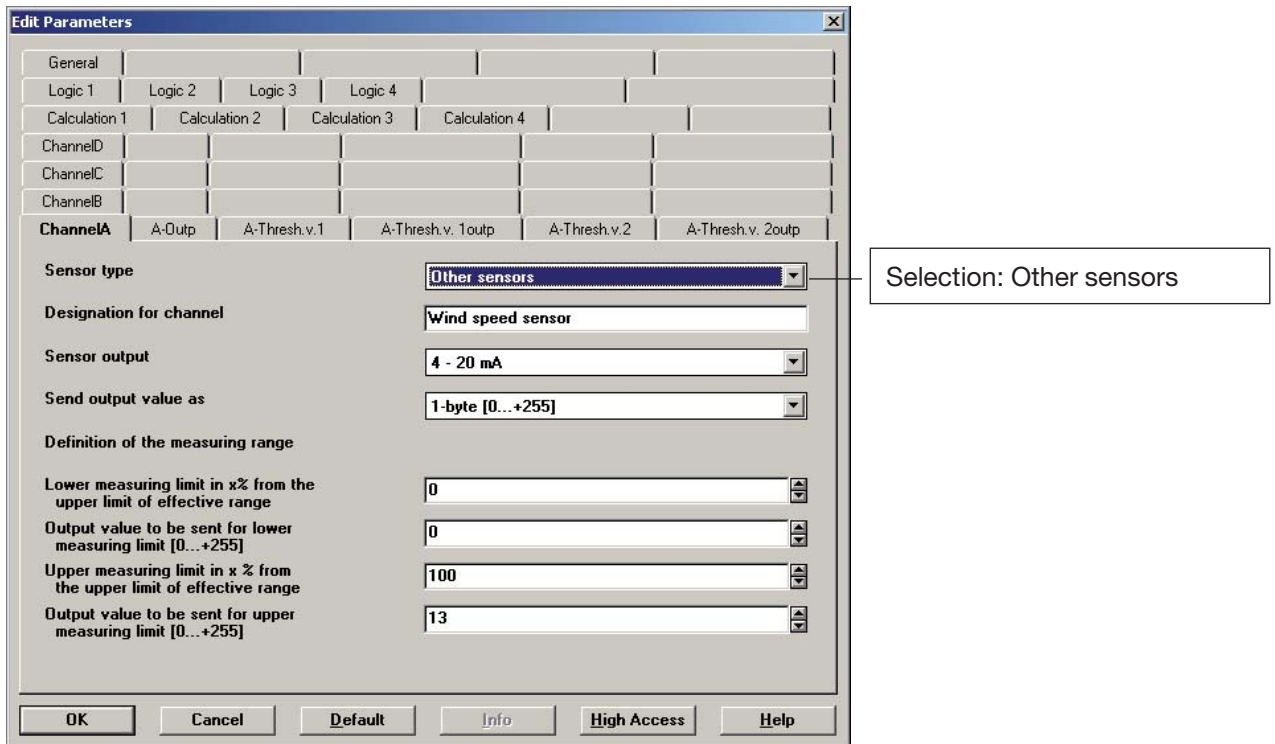 Edit Parameters
General
Logic 1 Logic 2 Logic 3 Logic 4
Calculation 1 Calculation 2 Calculation 3 Calculation 4
ChannelD
ChannelC
ChannelB
ChannelA A-Outp A-Thresh.v.1 A-Thresh.v. 1outp A-Thresh.v.2 A-Thresh.v. 2outp
Sensor type Other sensors
Selection: Other sensors
Designation for channel Wind speed sensor
Sensor output 4 - 20 mA
Send output value as 1-byte [0...+255]
Definition of the measuring range
Lower measuring limit in x% from the
upper limit of effective range 0
Output value to be sent for lower
measuring limit [0...+255] 0
Upper measuring limit in x % from
the upper limit of effective range 100
Output value to be sent for upper
measuring limit [0...+255] 13
OK Cancel Default Info High Access Help